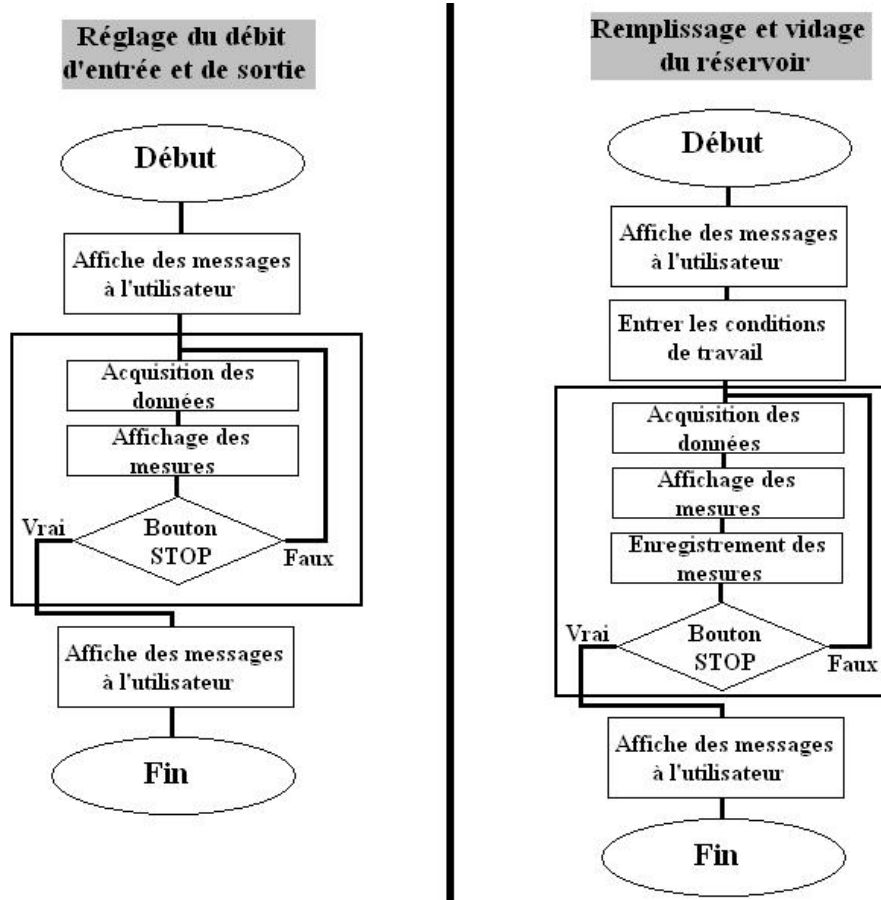 Réglage du débit
d'entrée et de sortie
Début
Affiche des messages
à l'utilisateur
Acquisition des
données
Affichage des
mesures
Vrai
Bouton
STOP
Faux
Affiche des messages
à l'utilisateur
Fin
Remplissage et vidage
du réservoir
Début
Affiche des messages
à l'utilisateur
Entrer les conditions
de travail
Acquisition des
données
Affichage des
mesures
Enregistrement des
mesures
Vrai
Bouton
STOP
Faux
Affiche des messages
à l'utilisateur
Fin